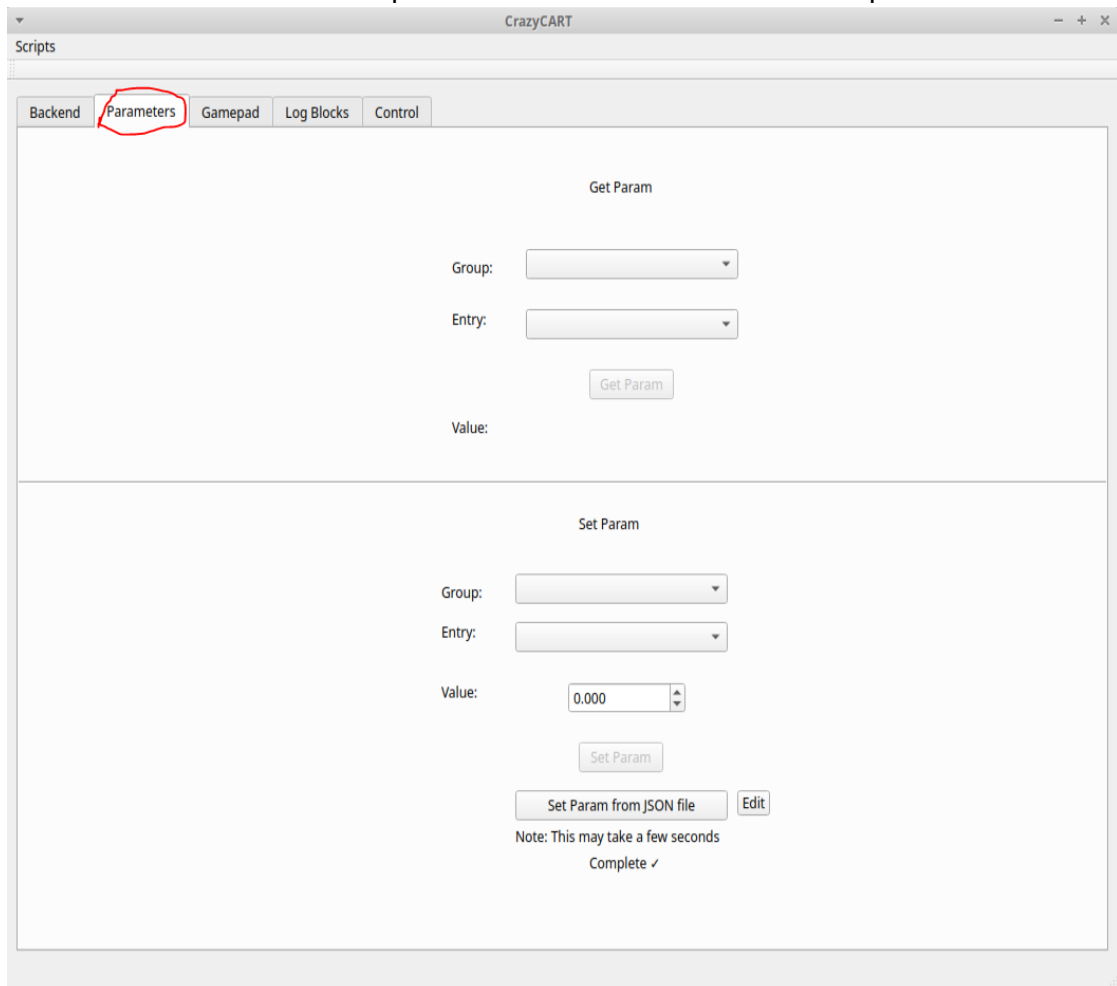 CrazyCART
Scripts
Backend Parameters Gamepad Log Blocks Control
Get Param
Group:
Entry:
Get Param
Value:
Set Param
Group:
Entry:
Value: 0.000
Set Param
Set Param from JSON file Edit
Note: This may take a few seconds
Complete ✓